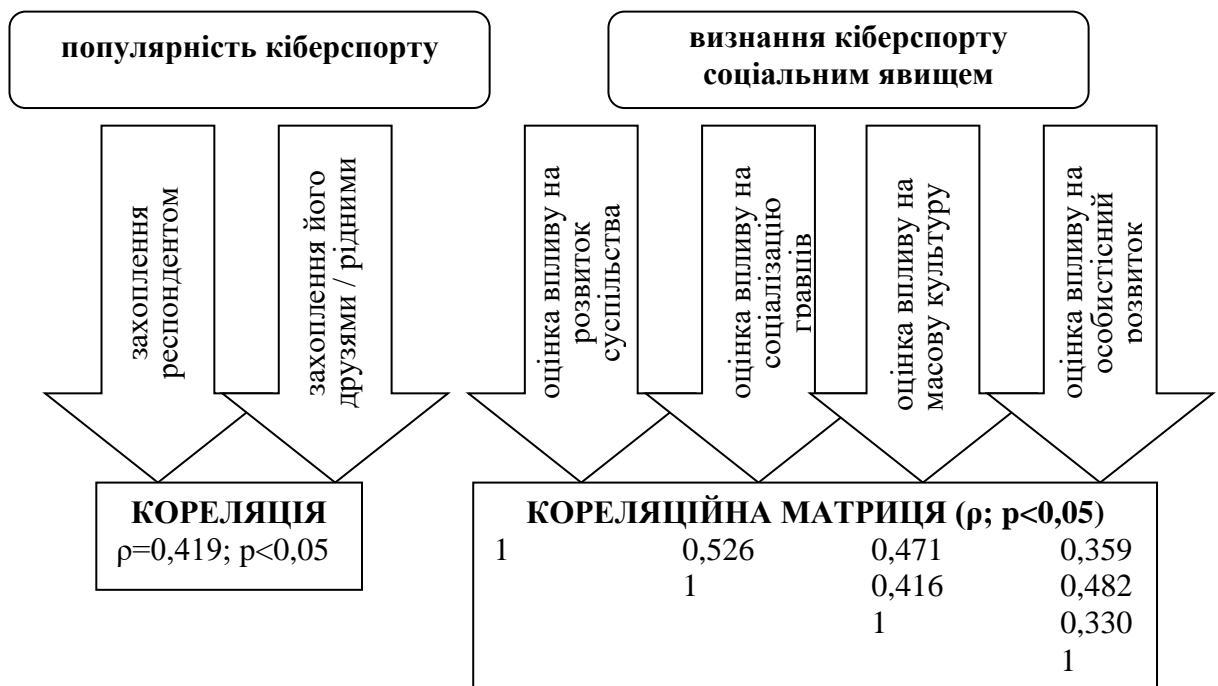 популярність кіберспорту
визнання кіберспорту
соціальним явищем
захоплення
респондентом
захоплення його
друзями / рідними
оцінка впливу на
розвиток
суспільства
оцінка впливу на
соціалізацію
гравців
оцінка впливу на
масову культуру
оцінка впливу на
особистісний
розвиток
КОРЕЛЯЦІЯ
ρ=0,419; p<0,05
КОРЕЛЯЦІЙНА МАТРИЦЯ (ρ; p<0,05)
1 0,526 0,471 0,359
1 0,416 0,482
1 0,330
1